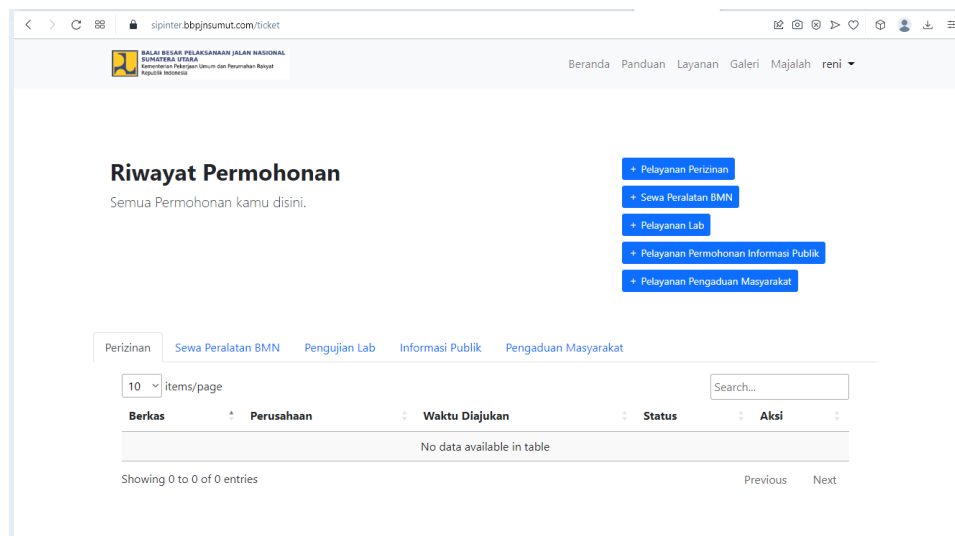 sipinter.bbpjnsumut.com/ticket
BALAI BESAR PELAKSANAAN JALAN NASIONAL
SUMATERA UTARA
Kementerian Pekerjaan Umum dan Perumahan Rakyat
Republik Indonesia
Beranda Panduan Layanan Galeri Majalah reni
Riwayat Permohonan
Semua Permohonan kamu disini.
+ Pelayanan Perizinan
+ Sewa Peralatan BMN
+ Pelayanan Lab
+ Pelayanan Permohonan Informasi Publik
+ Pelayanan Pengaduan Masyarakat
Perizinan Sewa Peralatan BMN Pengujian Lab Informasi Publik Pengaduan Masyarakat
10 items/page
Search...
Berkas Perusahaan Waktu Diajukan Status Aksi
No data available in table
Showing 0 to 0 of 0 entries
Previous Next